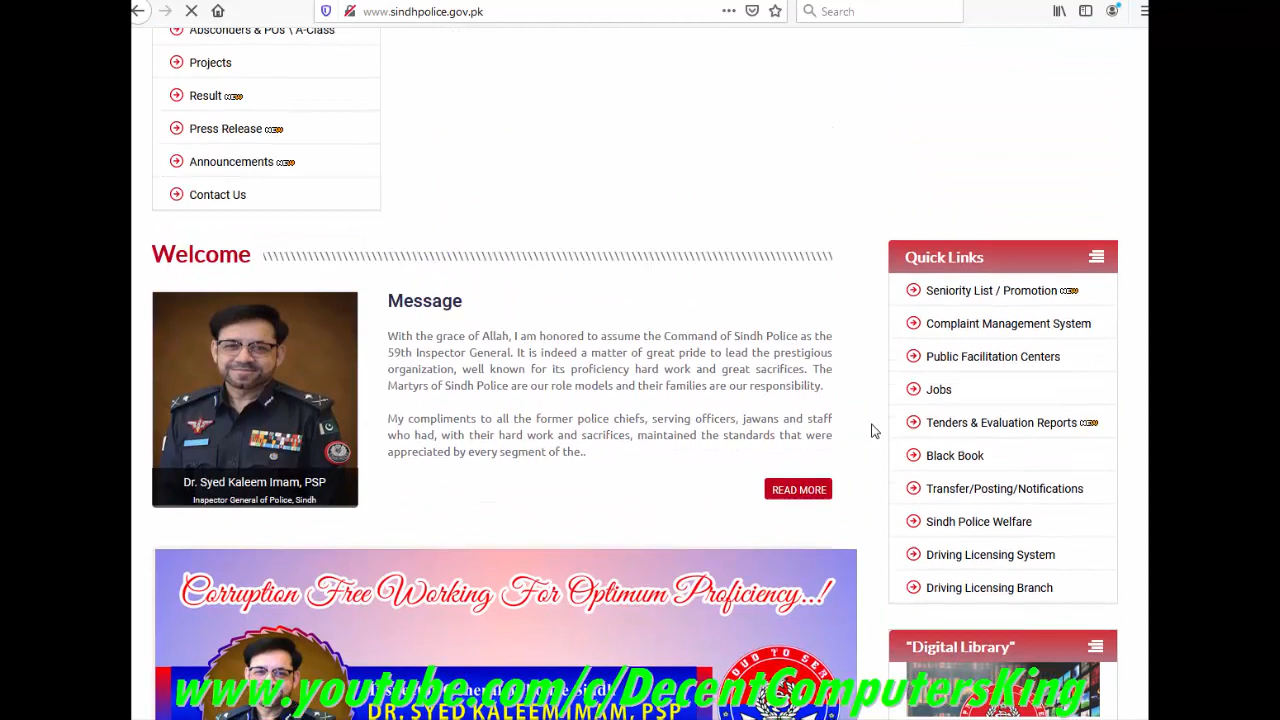 www.sindhpolice.gov.pk
Search
Absconders & POs \ A-Class
Projects
Result NEW
Press Release NEW
Announcements NEW
Contact Us
Welcome
Message
With the grace of Allah, I am honored to assume the Command of Sindh Police as the
59th Inspector General. It is indeed a matter of great pride to lead the prestigious
organization, well known for its proficiency hard work and great sacrifices. The
Martyrs of Sindh Police are our role models and their families are our responsibility.
My compliments to all the former police chiefs, serving officers, jawans and staff
who had, with their hard work and sacrifices, maintained the standards that were
appreciated by every segment of the..
READ MORE
Dr. Syed Kaleem Imam, PSP
Inspector General of Police, Sindh
Quick Links
Seniority List / Promotion NEW
Complaint Management System
Public Facilitation Centers
Jobs
Tenders & Evaluation Reports NEW
Black Book
Transfer/Posting/Notifications
Sindh Police Welfare
Driving Licensing System
Driving Licensing Branch
"Digital Library"
Corruption Free Working For Optimum Proficiency..!
DR. SYED KALEEM IMAM, PSP
www.youtube.com/c/DecentComputersKing